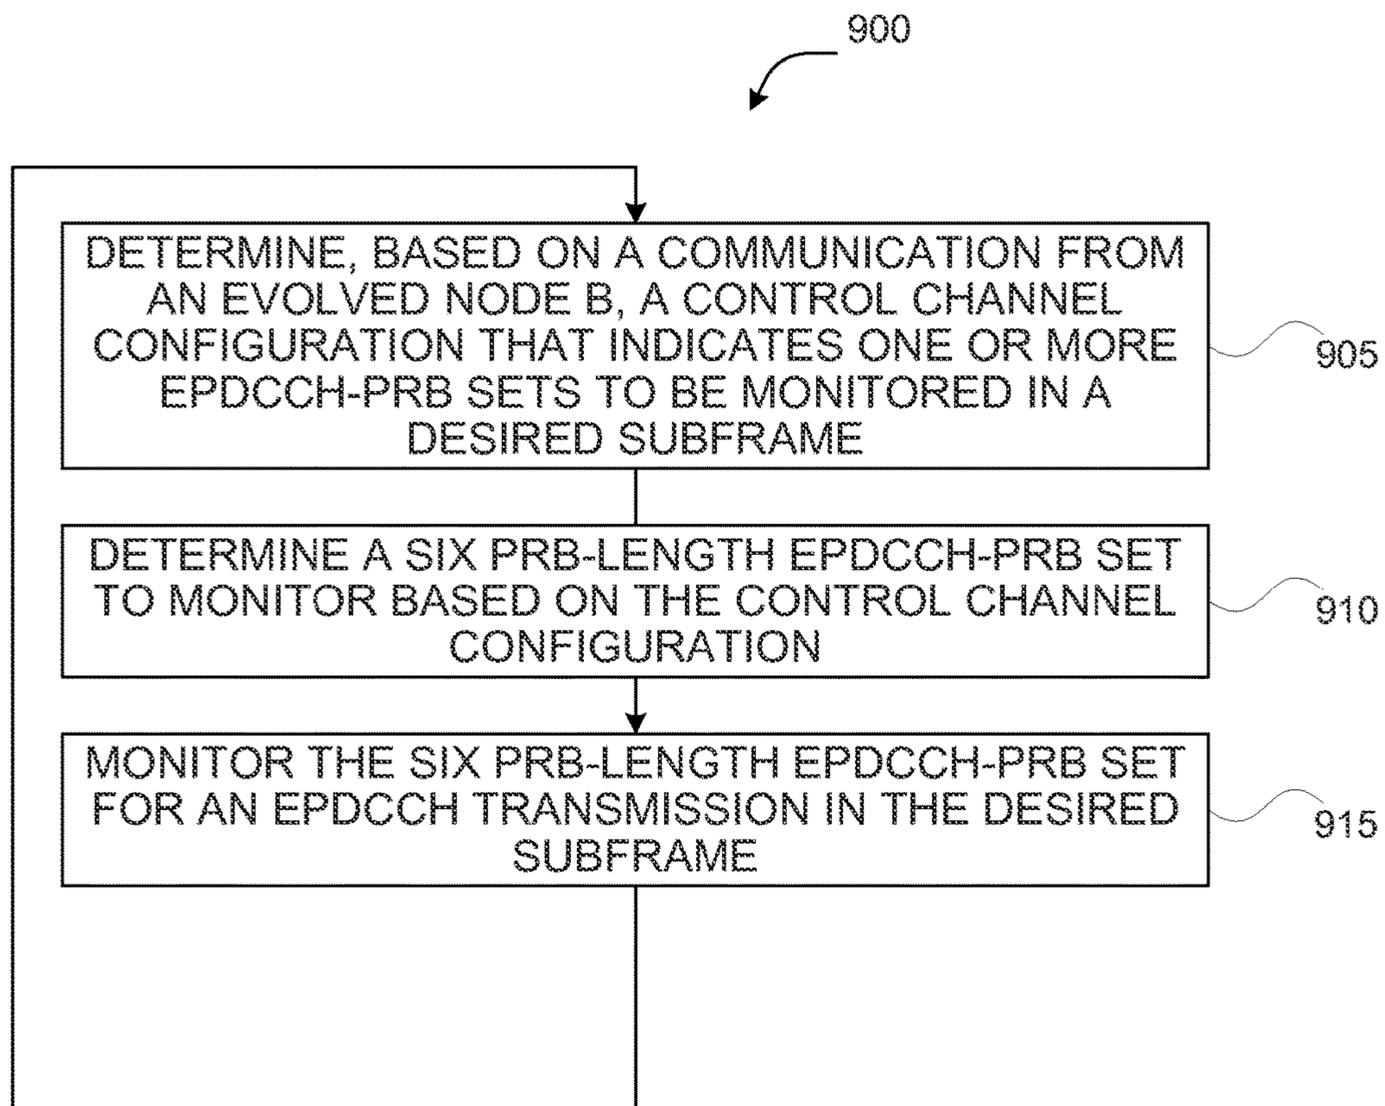 900
DETERMINE, BASED ON A COMMUNICATION FROM
AN EVOLVED NODE B, A CONTROL CHANNEL
CONFIGURATION THAT INDICATES ONE OR MORE
EPDCCH-PRB SETS TO BE MONITORED IN A
DESIRED SUBFRAME
905
DETERMINE A SIX PRB-LENGTH EPDCCH-PRB SET
TO MONITOR BASED ON THE CONTROL CHANNEL
CONFIGURATION
910
MONITOR THE SIX PRB-LENGTH EPDCCH-PRB SET
FOR AN EPDCCH TRANSMISSION IN THE DESIRED
SUBFRAME
915